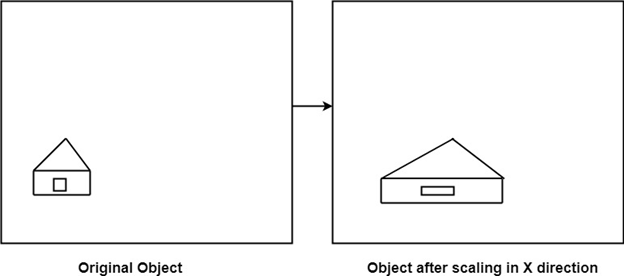 Original Object
Object after scaling in X direction